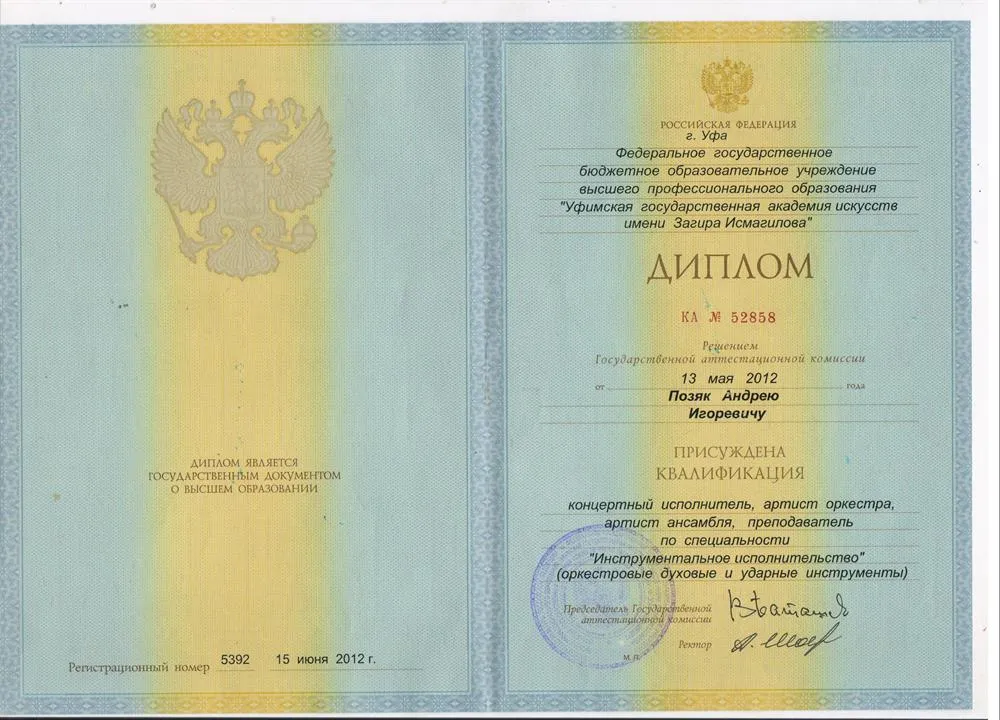 ДИПЛОМ ЯВЛЯЕТСЯ
ГОСУДАРСТВЕННЫМ ДОКУМЕНТОМ
О ВЫСШЕМ ОБРАЗОВАНИИ
Регистрационный номер 5392 15 июня 2012 г.
РОССИЙСКАЯ ФЕДЕРАЦИЯ
г. Уфа
Федеральное государственное
бюджетное образовательное учреждение
высшего профессионального образования
"Уфимская государственная академия искусств
имени Загира Исмагилова"
ДИПЛОМ
КА № 52858
Решением
Государственной аттестационной комиссии
от 13 мая 2012 года
Позяк Андрею
Игоревичу
ПРИСУЖДЕНА
КВАЛИФИКАЦИЯ
концертный исполнитель, артист оркестра,
артист ансамбля, преподаватель
по специальности
"Инструментальное исполнительство"
(оркестровые духовые и ударные инструменты)
Председатель Государственной
аттестационной комиссии
Ректор
М.П.